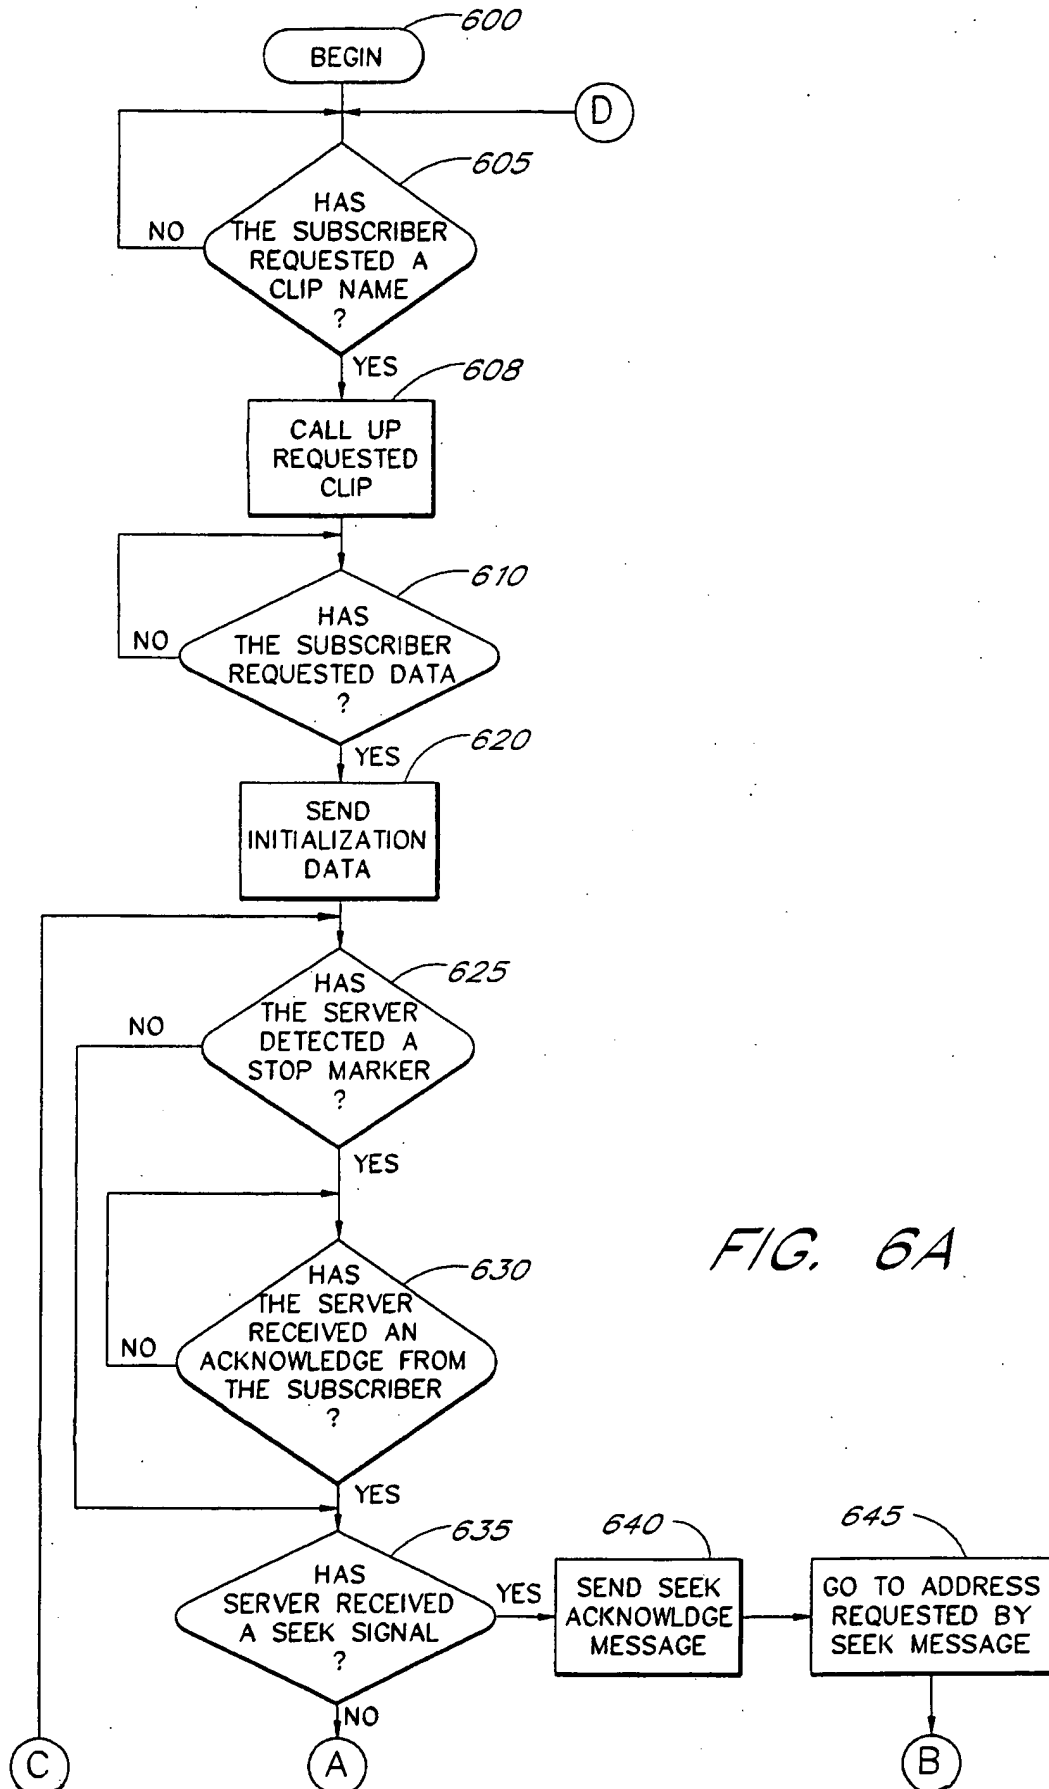 600
BEGIN
D
605
HAS
THE SUBSCRIBER
REQUESTED A
CLIP NAME
?
NO
YES
608
CALL UP
REQUESTED
CLIP
610
HAS
THE SUBSCRIBER
REQUESTED DATA
?
NO
YES
620
SEND
INITIALIZATION
DATA
625
HAS
THE SERVER
DETECTED A
STOP MARKER
?
NO
YES
630
HAS
THE SERVER
RECEIVED AN
ACKNOWLEDGE FROM
THE SUBSCRIBER
?
NO
YES
FIG. 6A
635
HAS
SERVER RECEIVED
A SEEK SIGNAL
?
YES
NO
640
SEND SEEK
ACKNOWLDGE
MESSAGE
645
GO TO ADDRESS
REQUESTED BY
SEEK MESSAGE
C
A
B